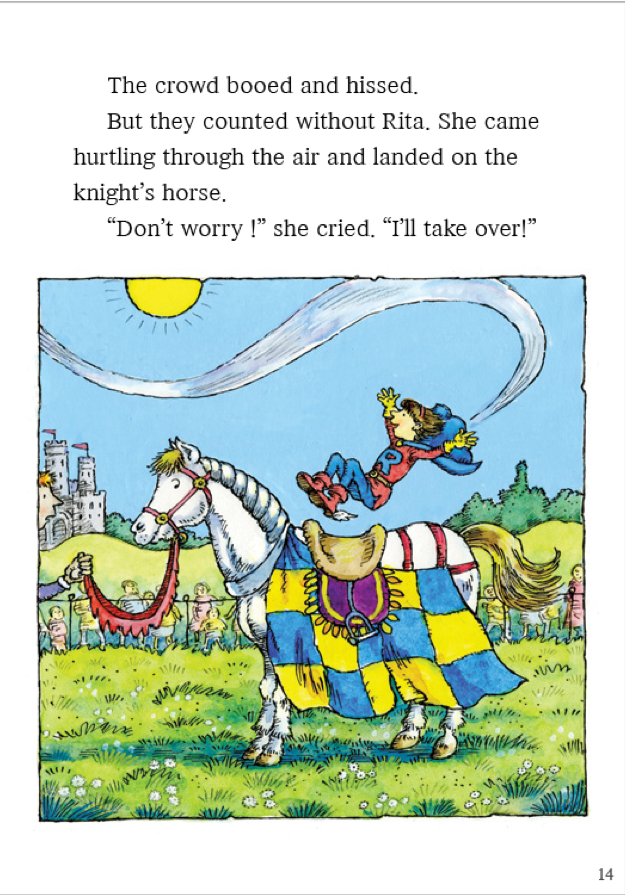 The crowd booed and hissed.
But they counted without Rita. She came
hurtling through the air and landed on the
knight's horse.
"Don't worry !" she cried. "I'll take over!"
R
14